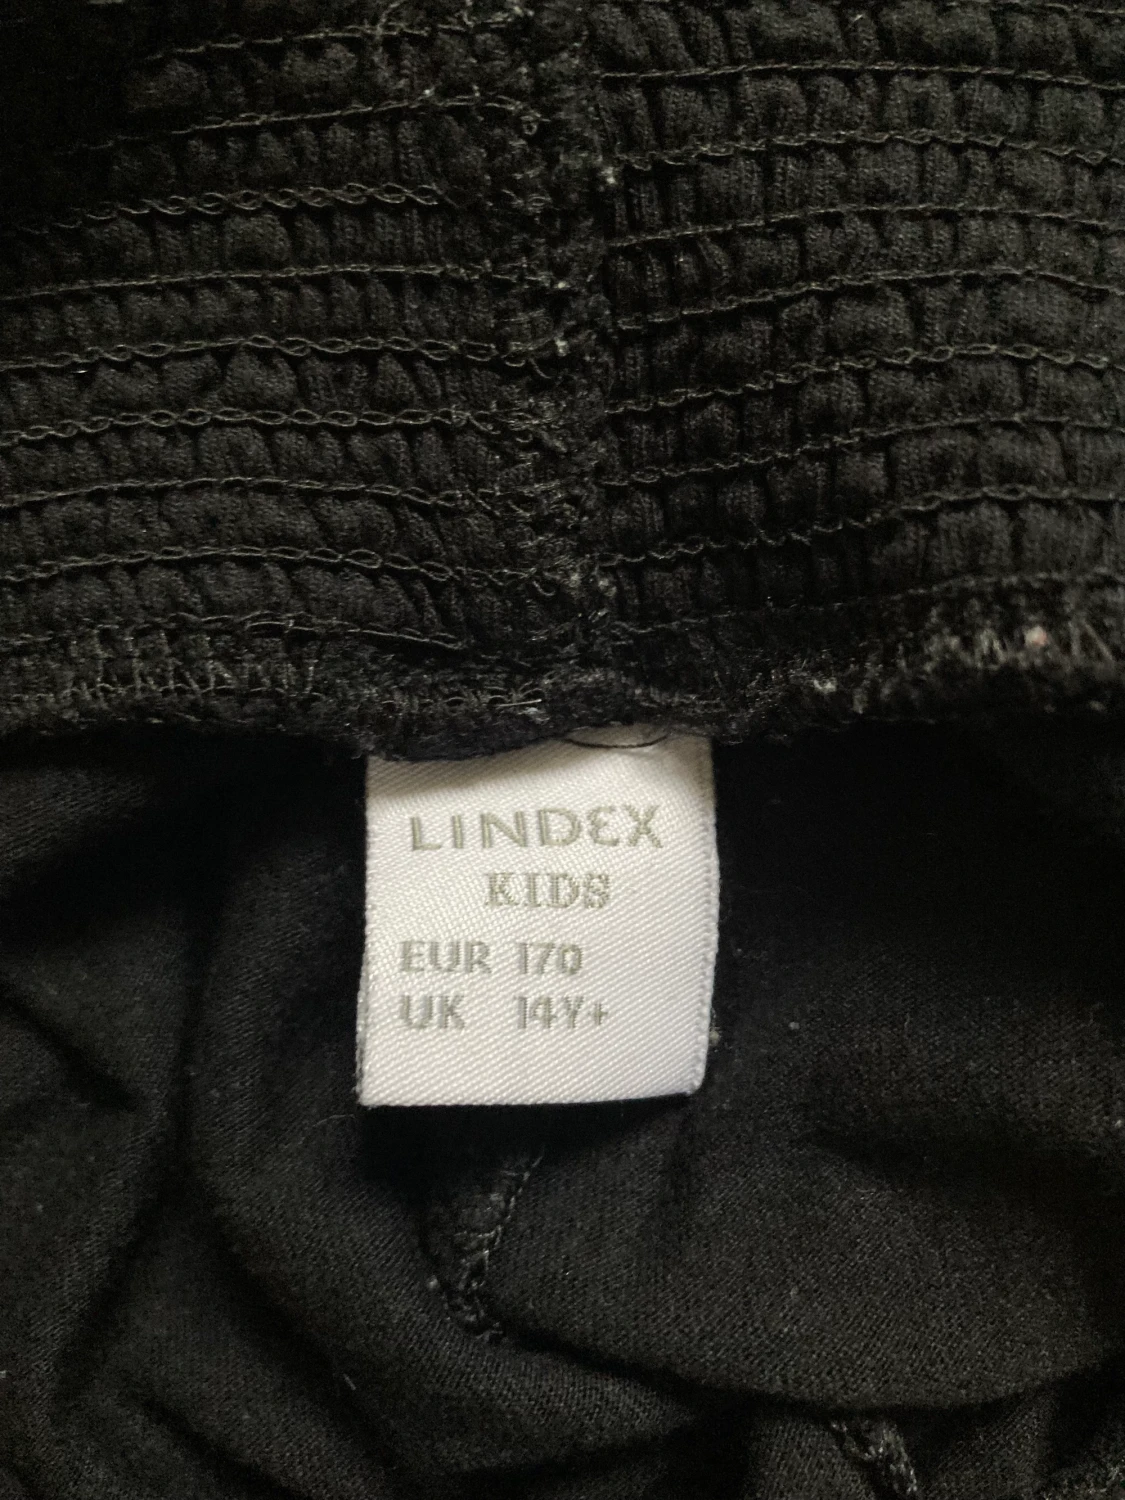 LINDEX
KIDS
EUR 170
UK 14Y+